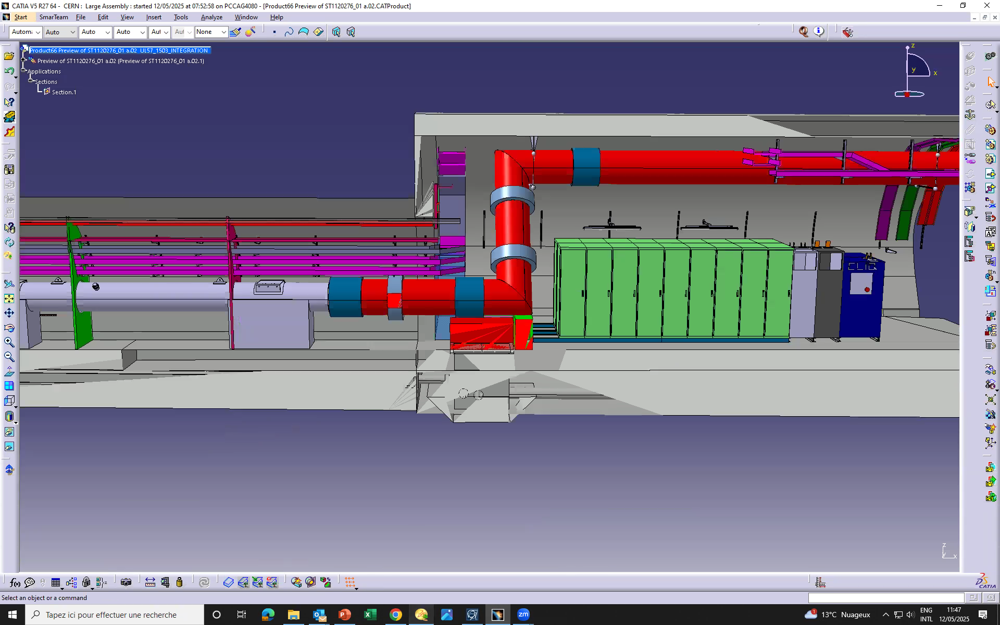 CATIA V5 R27 64 - CERN : Large Assembly : started 12/05/2025 at 07:52:58 on PCCAG4080 - [Product66 Preview of ST1120276_01 a.02.CATProduct]
Start SmarTeam File Edit View Insert Tools Analyze Window Help
Auto Auto Auto None
Product66 Preview of ST1120276_01 a.02 UL57_1503_INTEGRATION
Preview of ST1120276_01 a.02 (Preview of ST1120276_01 a.02.1)
Applications
Sections
Section.1
z
y
x
z
y
x
f(x)
CATIA
Select an object or a command
Tapez ici pour effectuer une recherche
zm
1
13°C Nuageux
ENG
INTL
11:47
12/05/2025